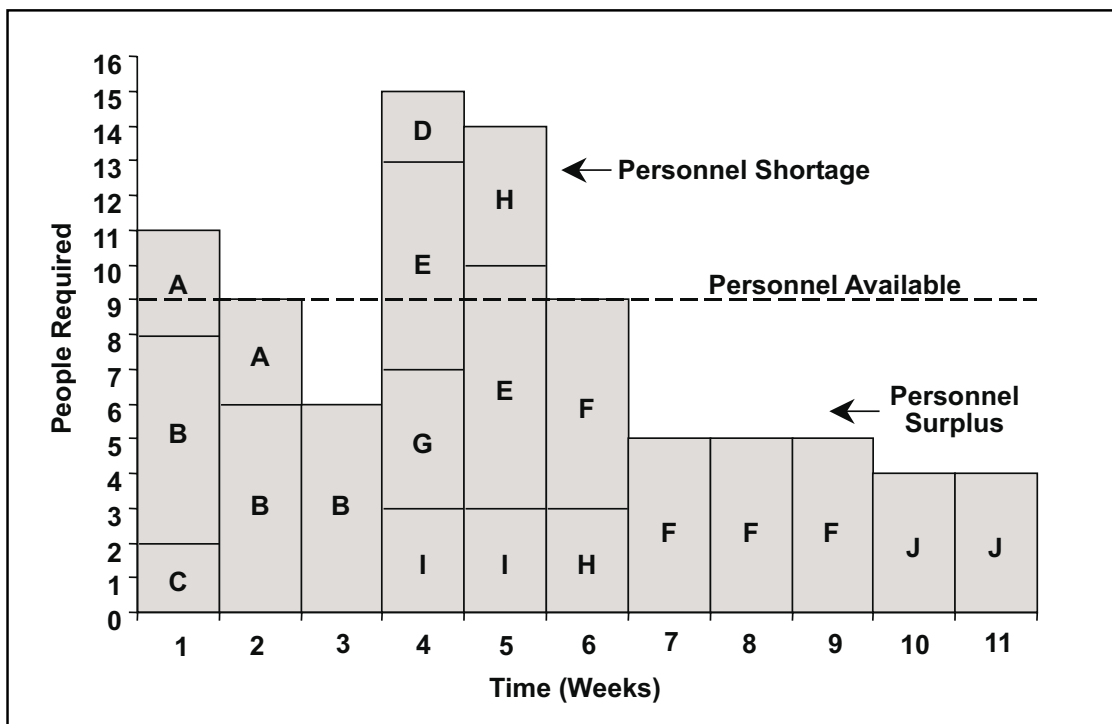 16
15
14
13
12
11
10
9
8
7
6
5
4
3
2
1
0
People Required
A
B
C
A
B
B
D
E
G
I
H
E
I
F
H
F
F
F
J
J
Personnel Shortage
Personnel Available
Personnel
Surplus
1 2 3 4 5 6 7 8 9 10 11
Time (Weeks)